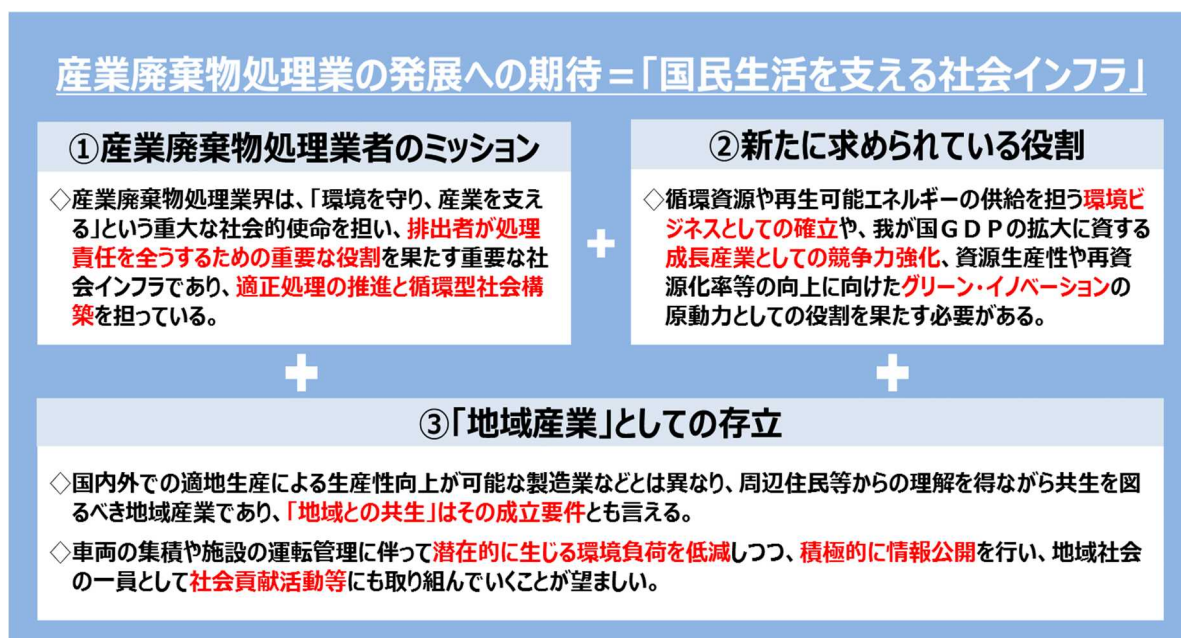 産業廃棄物処理業の発展への期待＝「国民生活を支える社会インフラ」
①産業廃棄物処理業者のミッション
◇産業廃棄物処理業界は、「環境を守り、産業を支え
る」という重大な社会的使命を担い、排出者が処理
責任を全うするための重要な役割を果たす重要な社
会インフラであり、適正処理の推進と循環型社会構
築を担っている。
＋
②新たに求められている役割
◇循環資源や再生可能エネルギーの供給を担う環境ビ
ジネスとしての確立や、我が国ＧＤＰの拡大に資する
成長産業としての競争力強化、資源生産性や再資
源化率等の向上に向けたグリーン・イノベーションの
原動力としての役割を果たす必要がある。
＋
＋
③「地域産業」としての存立
◇国内外での適地生産による生産性向上が可能な製造業などとは異なり、周辺住民等からの理解を得ながら共生を図
るべき地域産業であり、「地域との共生」はその成立要件とも言える。
◇車両の集積や施設の運転管理に伴って潜在的に生じる環境負荷を低減しつつ、積極的に情報公開を行い、地域社会
の一員として社会貢献活動等にも取り組んでいくことが望ましい。